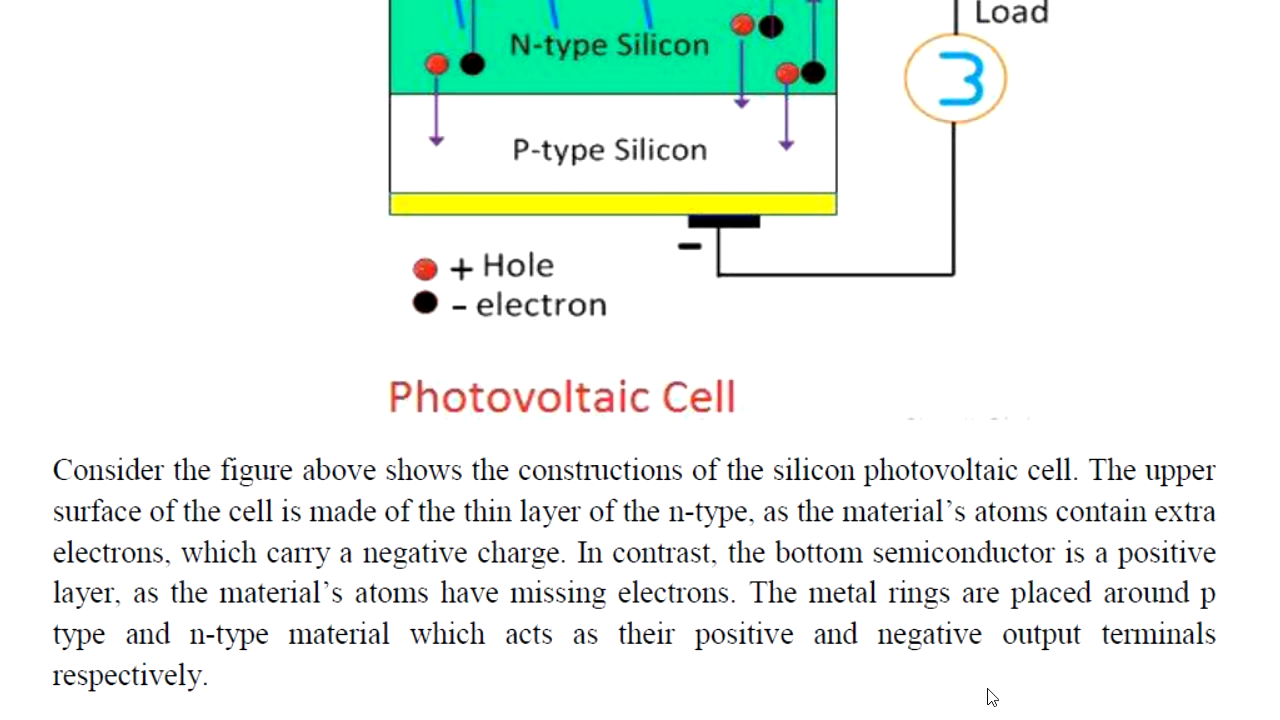 Load
N-type Silicon
3
P-type Silicon
-
+ Hole
- electron
Photovoltaic Cell
Consider the figure above shows the constructions of the silicon photovoltaic cell. The upper
surface of the cell is made of the thin layer of the n-type, as the material’s atoms contain extra
electrons, which carry a negative charge. In contrast, the bottom semiconductor is a positive
layer, as the material’s atoms have missing electrons. The metal rings are placed around p
type and n-type material which acts as their positive and negative output terminals
respectively.